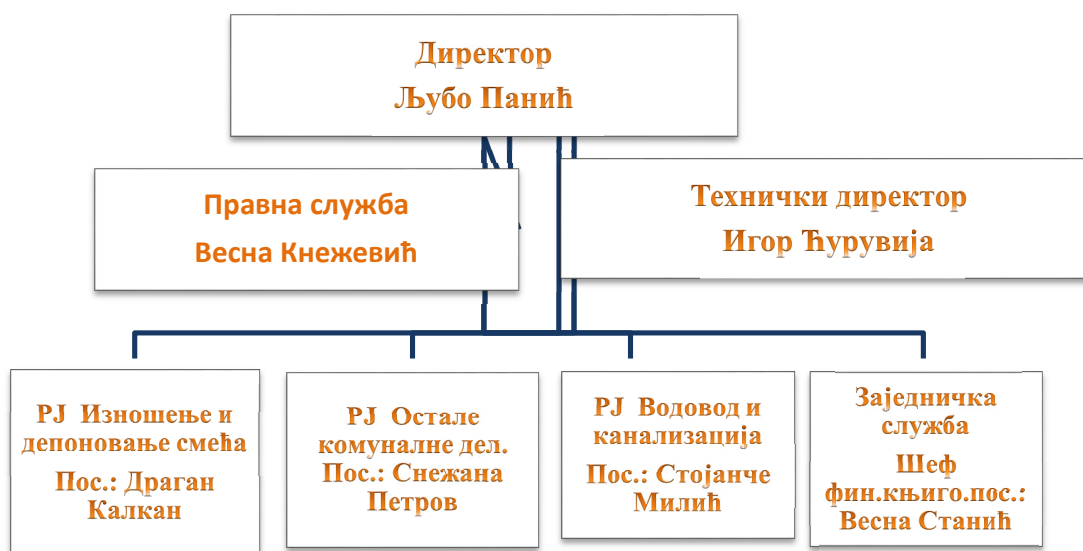 Директор
Љубо Панић
Правна служба
Весна Кнежевић
Технички директор
Игор Ћурувија
РЈ Изношење и
депоновање смећа
Пос.: Драган
Калкан
РЈ Остале
комуналне дел.
Пос.: Снежана
Петров
РЈ Водовод и
канализација
Пос.: Стојанче
Милић
Заједничка
служба
Шеф
фин.књиго.пос.:
Весна Станић